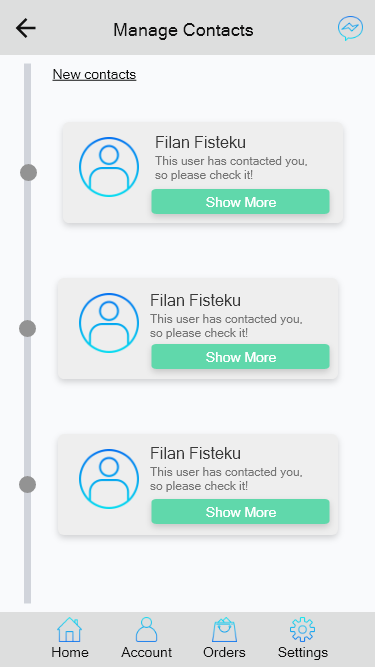 Manage Contacts
New contacts
Filan Fisteku
This user has contacted you,
so please check it!
Show More
Filan Fisteku
This user has contacted you,
so please check it!
Show More
Filan Fisteku
This user has contacted you,
so please check it!
Show More
Home Account Orders Settings